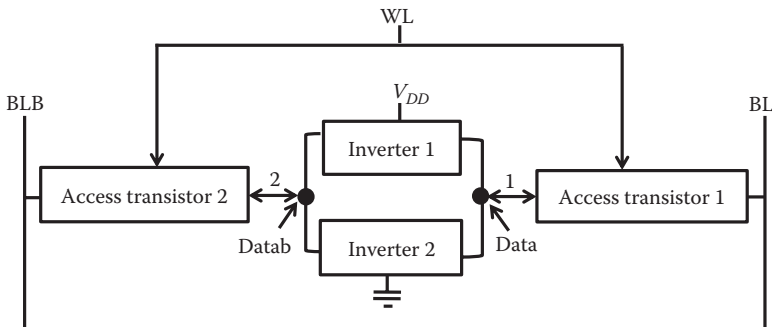 WL
BLB
V_DD
BL
Inverter 1
Access transistor 2
2
1
Access transistor 1
Datab
Inverter 2
Data